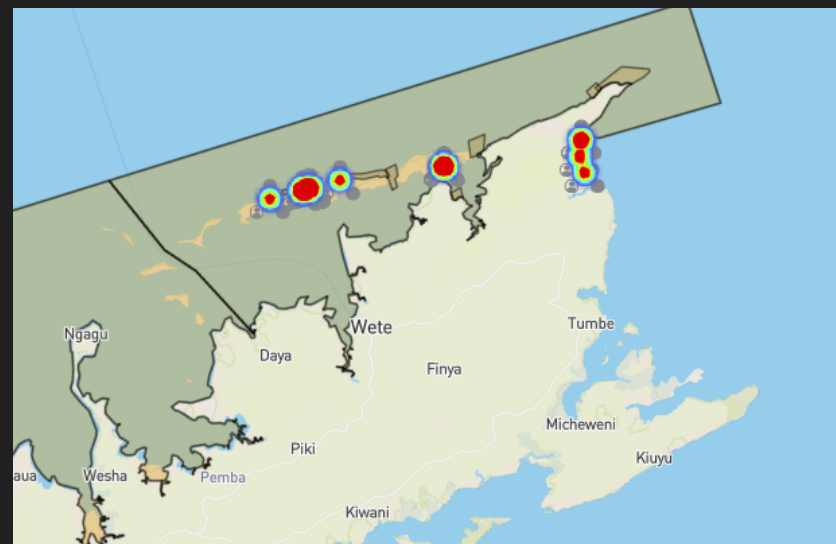 Ngagu
Wete
Tumbe
Daya
Finya
Micheweni
Piki
Kiuyu
aua
Wesha
Pemba
Kiwani